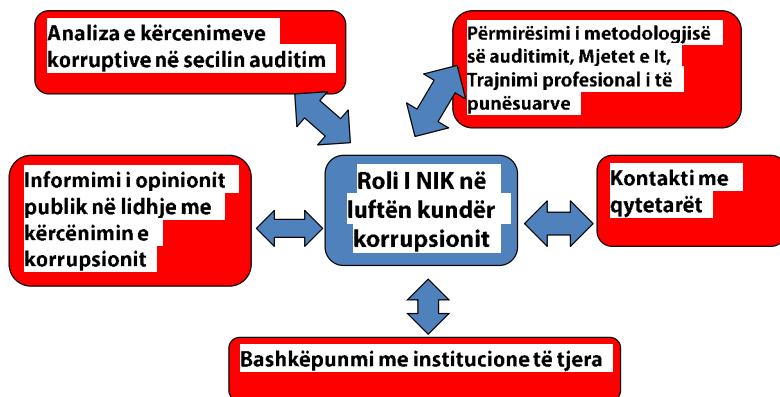 Analiza e kërcenimeve
korruptive në secilin auditim
Përmirësimi i metodologjisë
së auditimit, Mjetet e It,
Trajnimi profesional i të
punësuarve
Informimi i opinionit
publik në lidhje me
kërcënimin e
korrupsionit
Roli I NIK në
luftën kundër
korrupsionit
Kontakti me
qytetarët
Bashkëpunmi me institucione të tjera